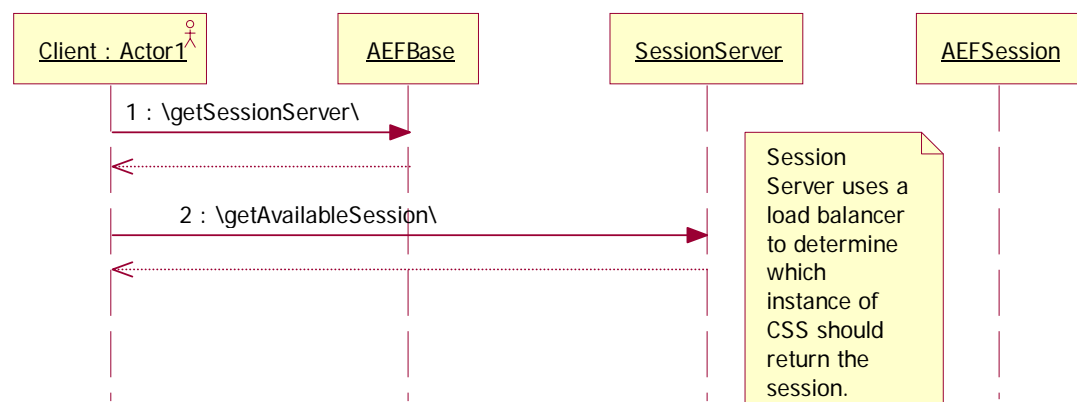 Client : Actor1
AEFBase
SessionServer
AEFSession
1 : \getSessionServer\
2 : \getAvailableSession\
Session
Server uses a
load balancer
to determine
which
instance of
CSS should
return the
session.